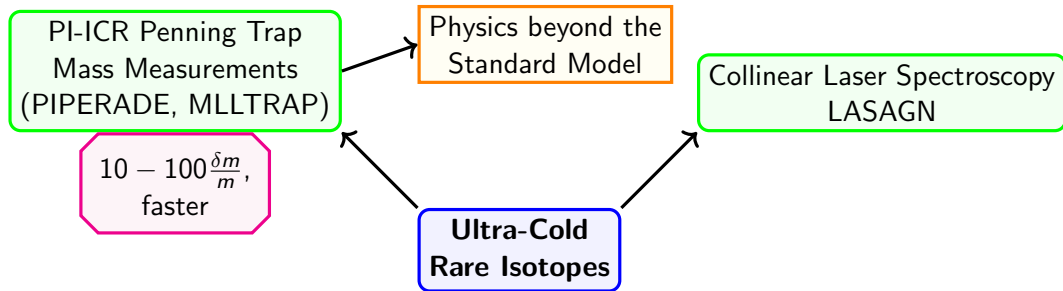 PI-ICR Penning Trap
Mass Measurements
(PIPERADE, MLLTRAP)
Physics beyond the
Standard Model
Collinear Laser Spectroscopy
LASAGN
10 − 100 δm/m,
faster
Ultra-Cold
Rare Isotopes